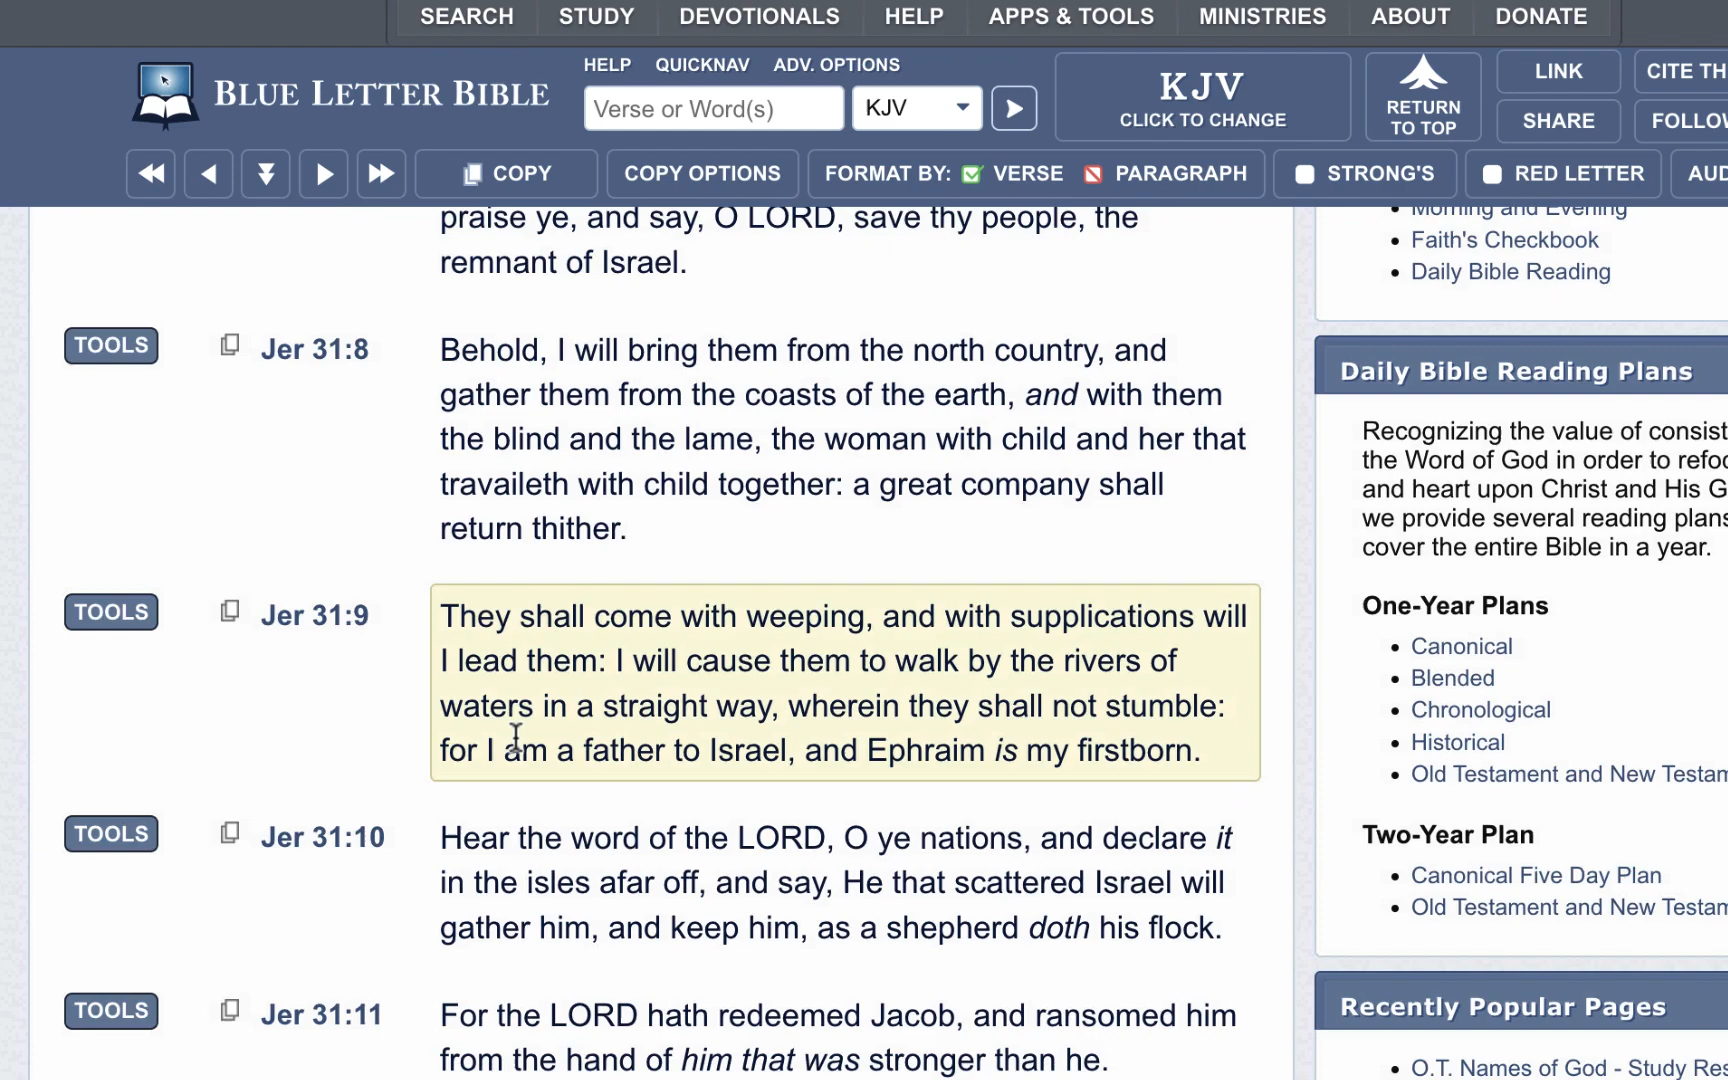 SEARCH STUDY DEVOTIONALS HELP APPS & TOOLS MINISTRIES ABOUT DONATE
BLUE LETTER BIBLE
HELP QUICKNAV ADV. OPTIONS
Verse or Word(s) KJV
KJV
CLICK TO CHANGE
RETURN
TO TOP
LINK
SHARE
CITE TH
FOLLOW
COPY COPY OPTIONS FORMAT BY: VERSE PARAGRAPH STRONG'S RED LETTER AUD
praise ye, and say, O LORD, save thy people, the
remnant of Israel.
TOOLS Jer 31:8 Behold, I will bring them from the north country, and
gather them from the coasts of the earth, and with them
the blind and the lame, the woman with child and her that
travaileth with child together: a great company shall
return thither.
TOOLS Jer 31:9 They shall come with weeping, and with supplications will
I lead them: I will cause them to walk by the rivers of
waters in a straight way, wherein they shall not stumble:
for I am a father to Israel, and Ephraim is my firstborn.
TOOLS Jer 31:10 Hear the word of the LORD, O ye nations, and declare it
in the isles afar off, and say, He that scattered Israel will
gather him, and keep him, as a shepherd doth his flock.
TOOLS Jer 31:11 For the LORD hath redeemed Jacob, and ransomed him
from the hand of him that was stronger than he.
Morning and Evening
Faith's Checkbook
Daily Bible Reading
Daily Bible Reading Plans
Recognizing the value of consist
the Word of God in order to refoc
and heart upon Christ and His G
we provide several reading plans
cover the entire Bible in a year.
One-Year Plans
Canonical
Blended
Chronological
Historical
Old Testament and New Testam
Two-Year Plan
Canonical Five Day Plan
Old Testament and New Testam
Recently Popular Pages
O.T. Names of God - Study Res